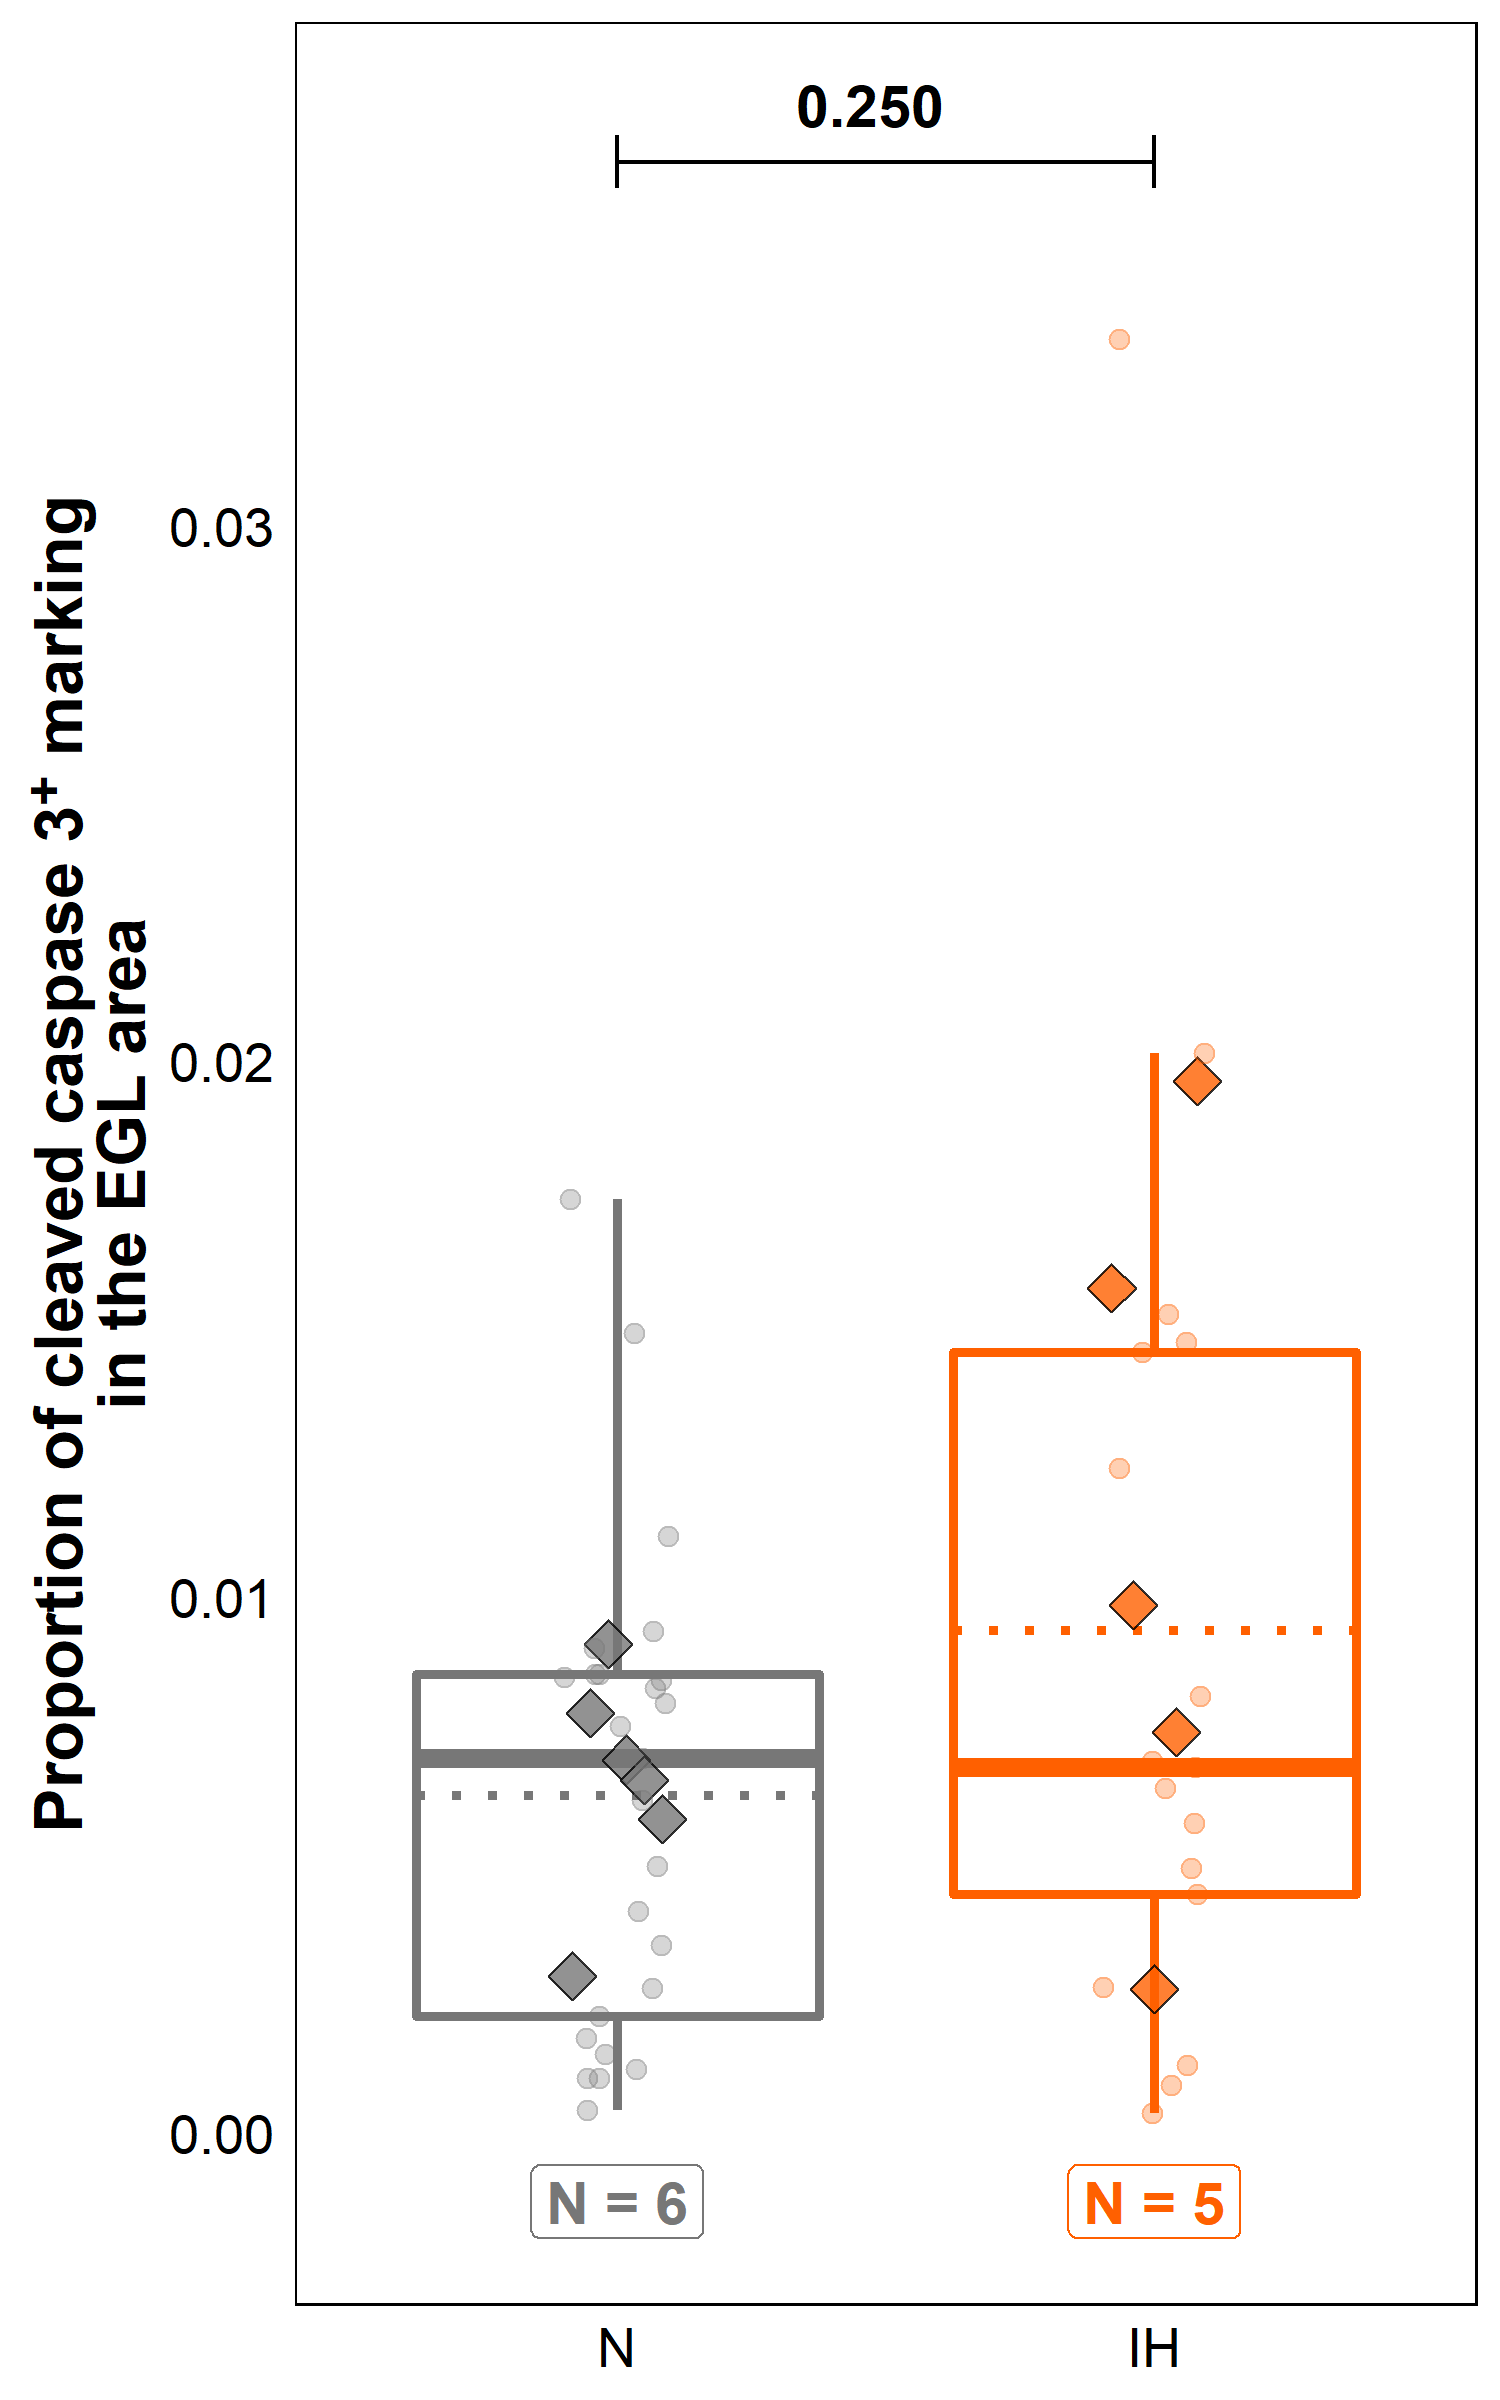 0.250
Proportion of cleaved caspase 3⁺ marking
in the EGL area
0.03
0.02
0.01
0.00
N = 6
N = 5
N
IH